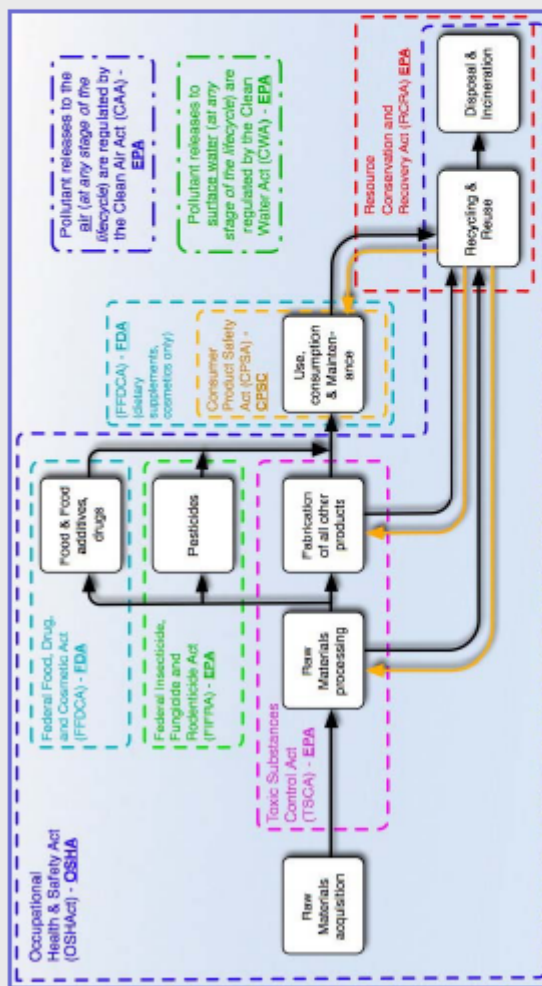 Occupational
Health & Safety Act
(OSHAct) - OSHA
Federal Food, Drug,
and Cosmetic Act
(FFDCA) - FDA
Food & Food
additives,
drugs
Federal Insecticide,
Fungicide and
Rodenticide Act
(FIFRA) - EPA
Pesticides
Toxic Substances
Control Act
(TSCA) - EPA
Raw
Materials
acquisition
Raw
Materials
processing
Fabrication
of all other
products
(FFDCA) - FDA
(dietary
supplements,
cosmetics only)
Consumer
Product Safety
Act (CPSA) -
CPSC
Use,
consumption
& Mainten-
ance
Pollutant releases to the
air (at any stage of the
lifecycle) are regulated by
the Clean Air Act (CAA) -
EPA
Pollutant releases to
surface water (at any
stage of the lifecycle) are
regulated by the Clean
Water Act (CWA) - EPA
Resource
Conservation and
Recovery Act (RCRA) EPA
Recycling &
Reuse
Disposal &
Incineration